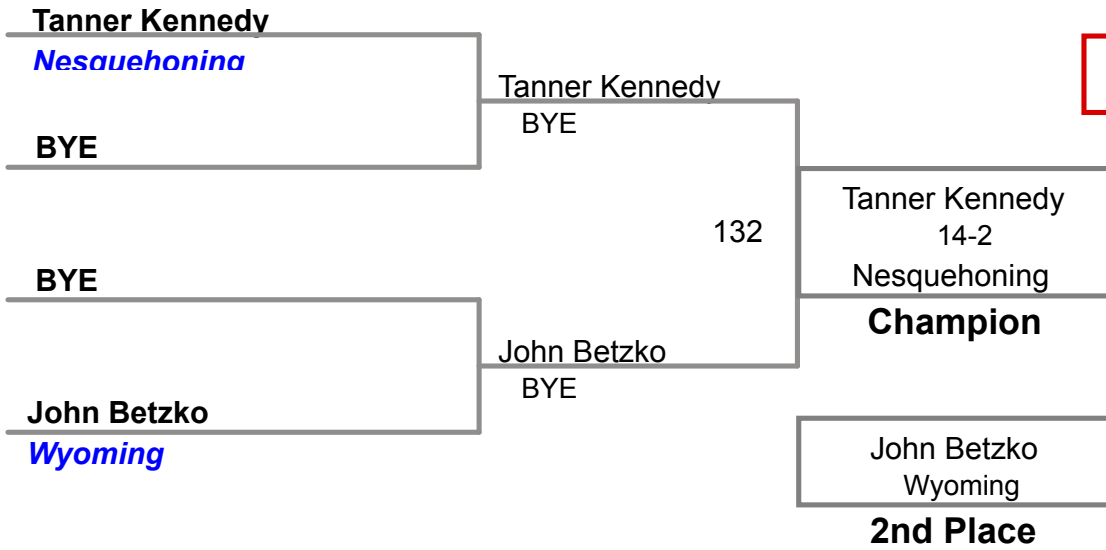 Tanner Kennedy
Nesquehoning
Tanner Kennedy
BYE
BYE
132
Tanner Kennedy
14-2
Nesquehoning
Champion
BYE
John Betzko
BYE
John Betzko
Wyoming
John Betzko
Wyoming
2nd Place